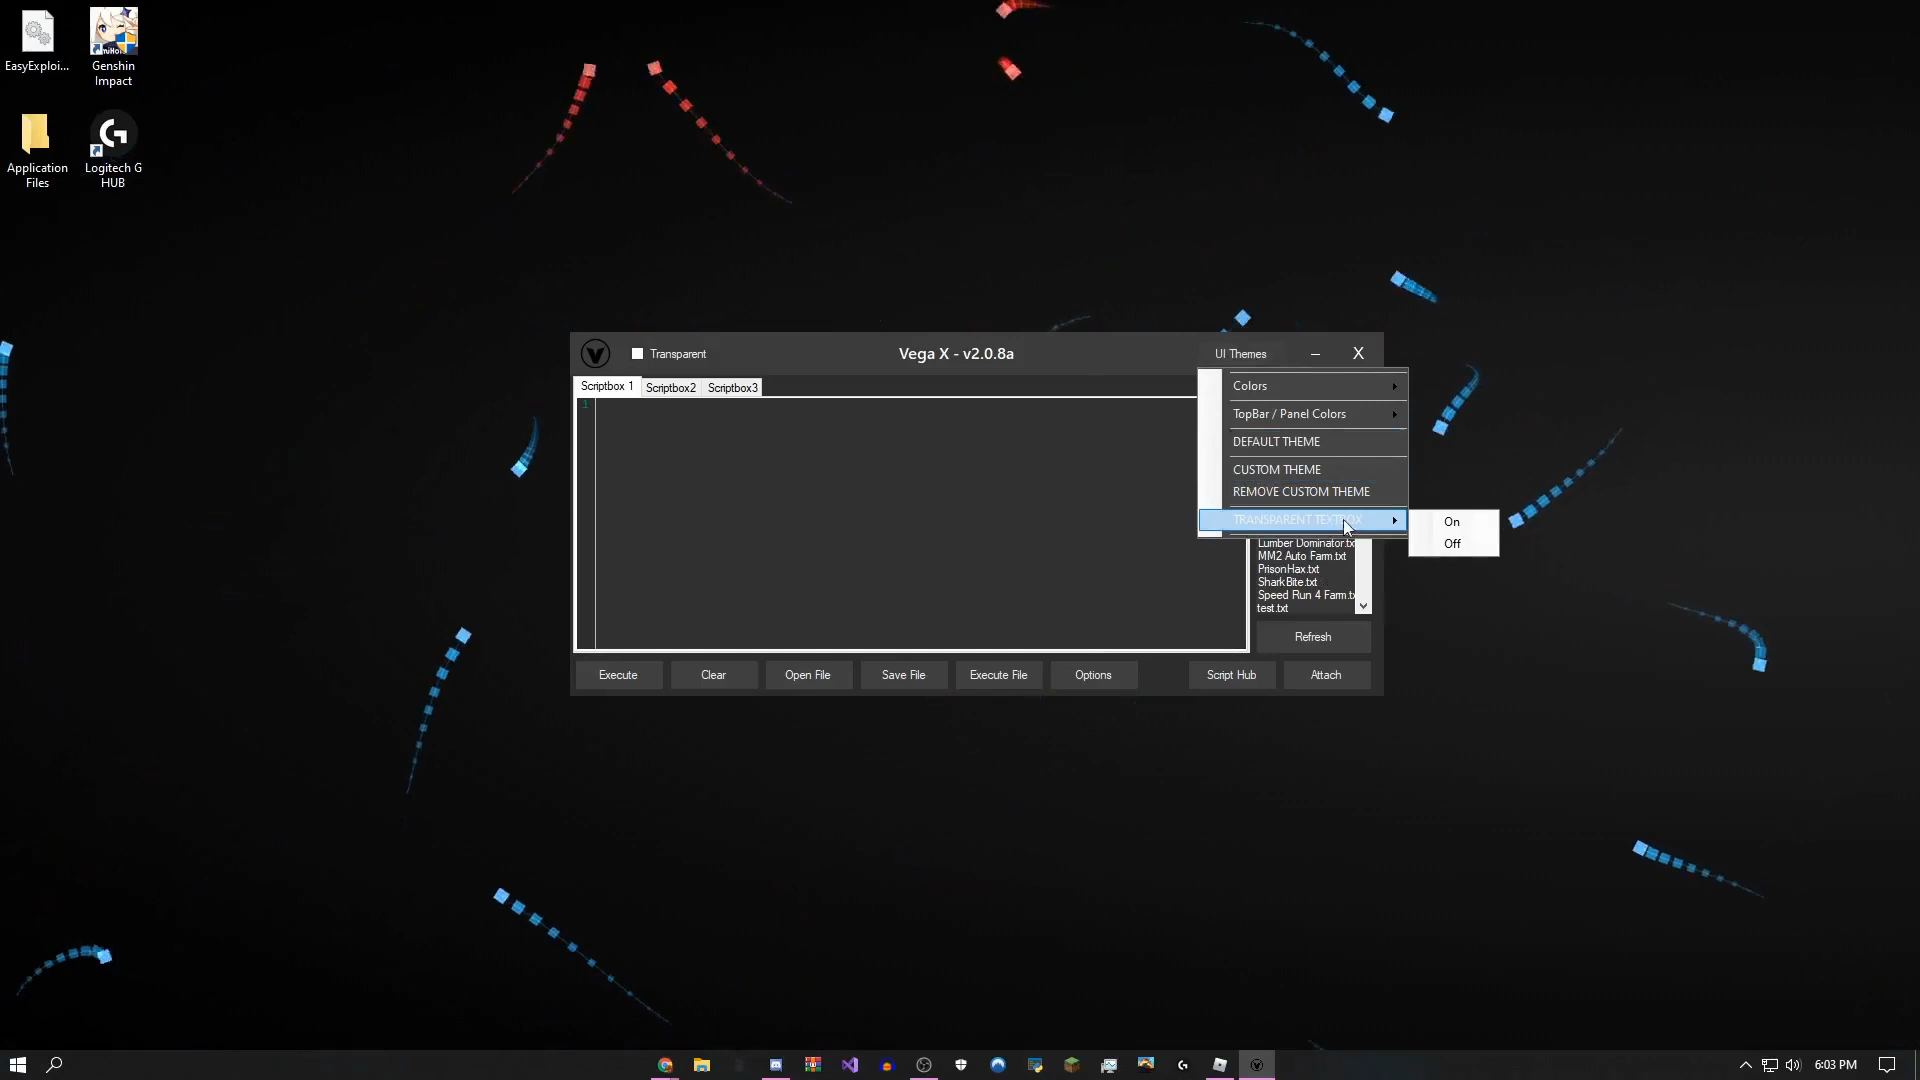 EasyExploi...
Genshin
Impact
Application
Files
Logitech G
HUB
Transparent
Vega X - v2.0.8a
UI Themes
X
Scriptbox 1
Scriptbox2
Scriptbox3
1
Colors
TopBar / Panel Colors
DEFAULT THEME
CUSTOM THEME
REMOVE CUSTOM THEME
TRANSPARENT TEXTBOX
On
Off
Lumber Dominator.tx
MM2 Auto Farm.txt
PrisonHax.txt
SharkBite.txt
Speed Run 4 Farm.tx
test.txt
Refresh
Execute
Clear
Open File
Save File
Execute File
Options
Script Hub
Attach
6:03 PM